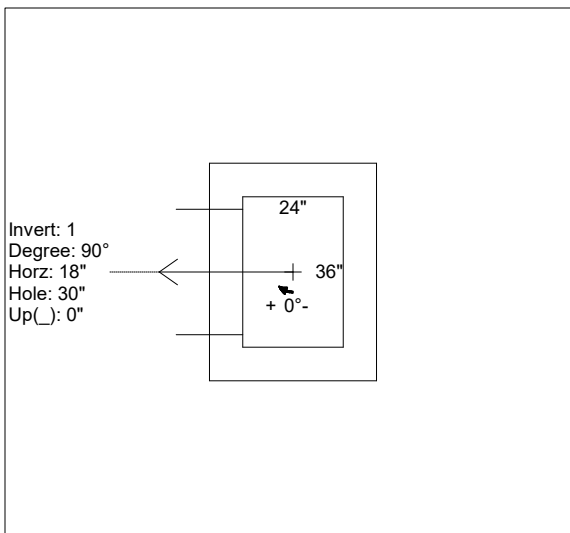 24"
Invert: 1
Degree: 90°
Horz: 18"
Hole: 30"
Up(_): 0"
36"
+ 0°-